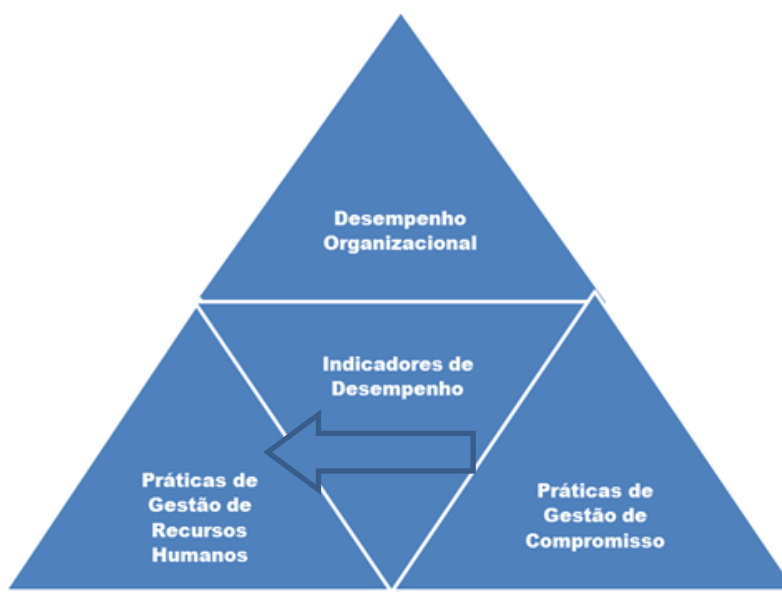 Desempenho
Organizacional
Indicadores de
Desempenho
Práticas de
Gestão de
Recursos
Humanos
Práticas de
Gestão de
Compromisso